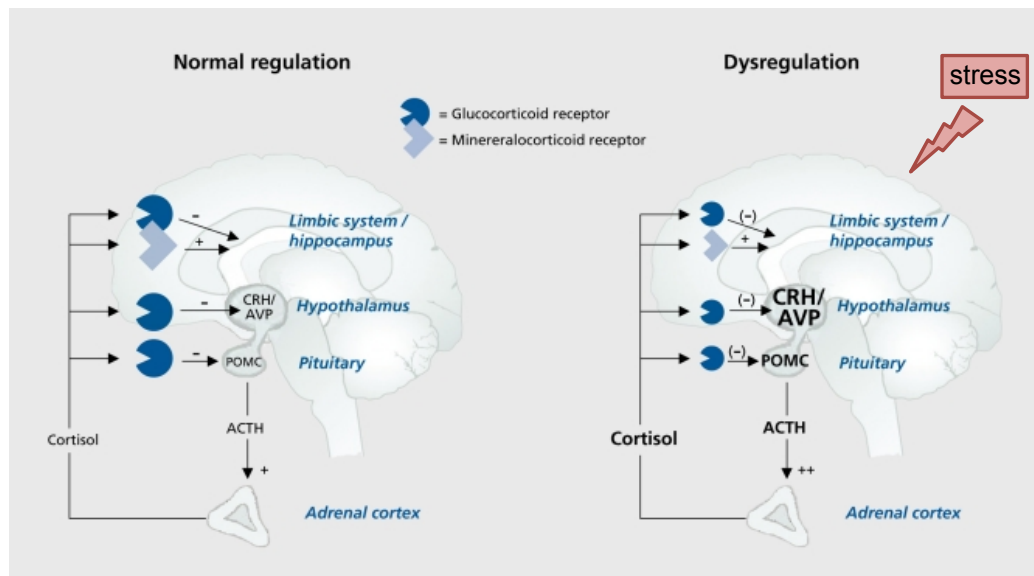 Normal regulation
Dysregulation
stress
= Glucocorticoid receptor
= Minereralocorticoid receptor
-
+
Limbic system /
hippocampus
-
CRH/
AVP
Hypothalamus
-
POMC
Pituitary
ACTH
Cortisol
+
Adrenal cortex
(-)
+
Limbic system /
hippocampus
(-)
CRH/
AVP
Hypothalamus
(-)
POMC
Pituitary
ACTH
Cortisol
++
Adrenal cortex